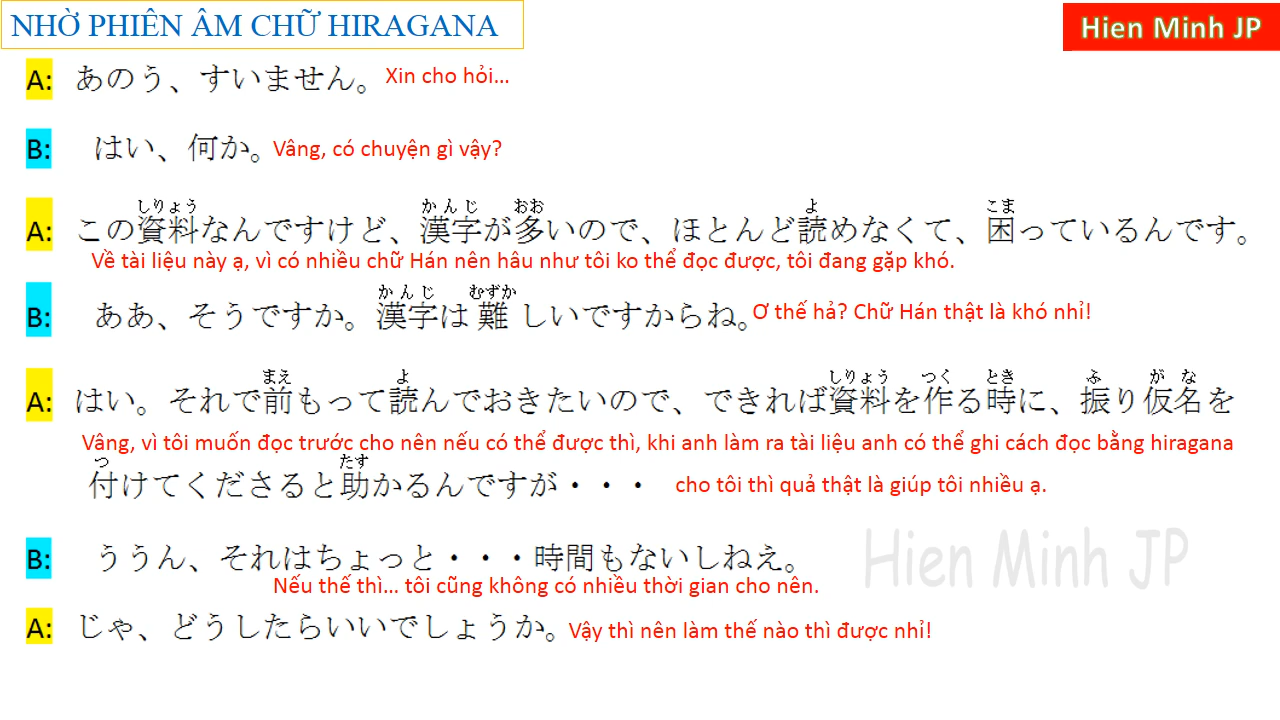 NHỜ PHIÊN ÂM CHỮ HIRAGANA
Hien Minh JP
A: あのう、すいません。 Xin cho hỏi...
B: はい、何か。 Vâng, có chuyện gì vậy?
しりょう かんじ おお よ こま
A: この資料なんですけど、漢字が多いので、ほとんど読めなくて、困っているんです。
Về tài liệu này ạ, vì có nhiều chữ Hán nên hâu như tôi ko thể đọc được, tôi đang gặp khó.
かんじ むずか
B: ああ、そうですか。漢字は難しいですからね。 Ơ thế hả? Chữ Hán thật là khó nhỉ!
まえ よ しりょう つく とき ふ が な
A: はい。それで前もって読んでおきたいので、できれば資料を作る時に、振り仮名を
Vâng, vì tôi muốn đọc trước cho nên nếu có thể được thì, khi anh làm ra tài liệu anh có thể ghi cách đọc bằng hiragana
つ たす
付けてくださると助かるんですが・・・ cho tôi thì quả thật là giúp tôi nhiều ạ.
B: ううん、それはちょっと・・・時間もないしねえ。
Hien Minh JP
Nếu thế thì... tôi cũng không có nhiều thời gian cho nên.
A: じゃ、どうしたらいいでしょうか。 Vậy thì nên làm thế nào thì được nhỉ!